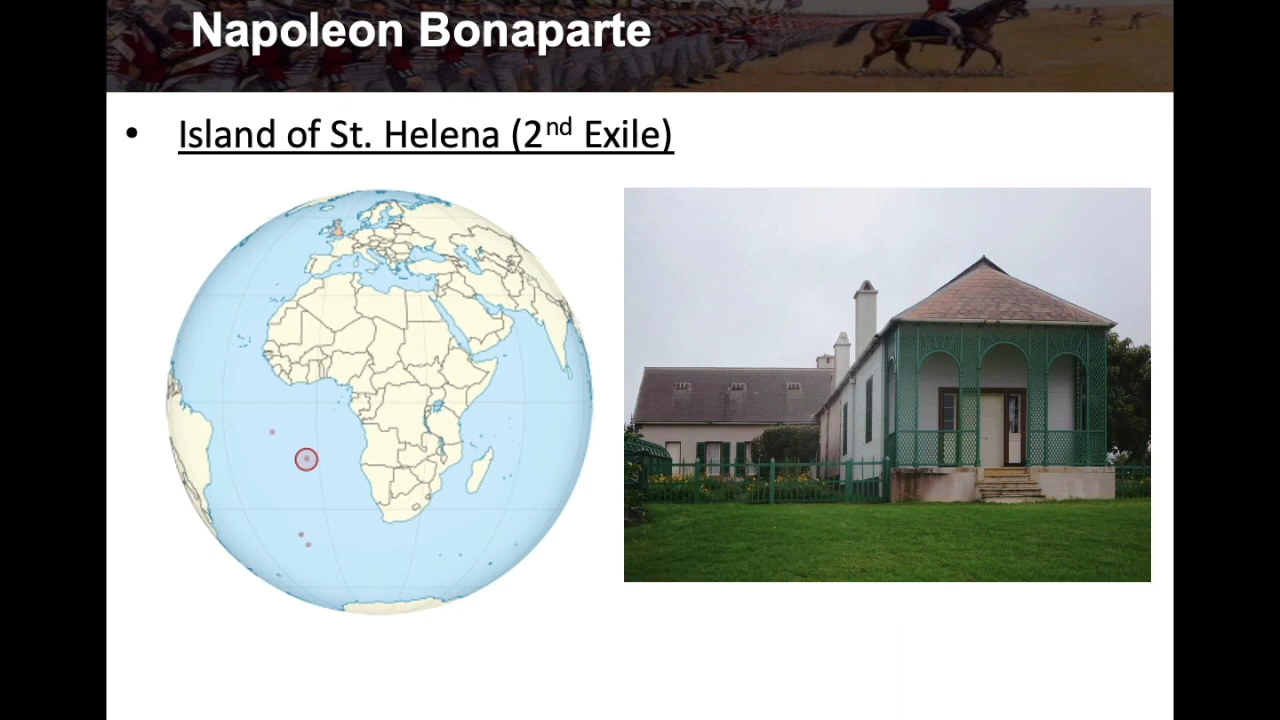 Napoleon Bonaparte
• Island of St. Helena (2nd Exile)